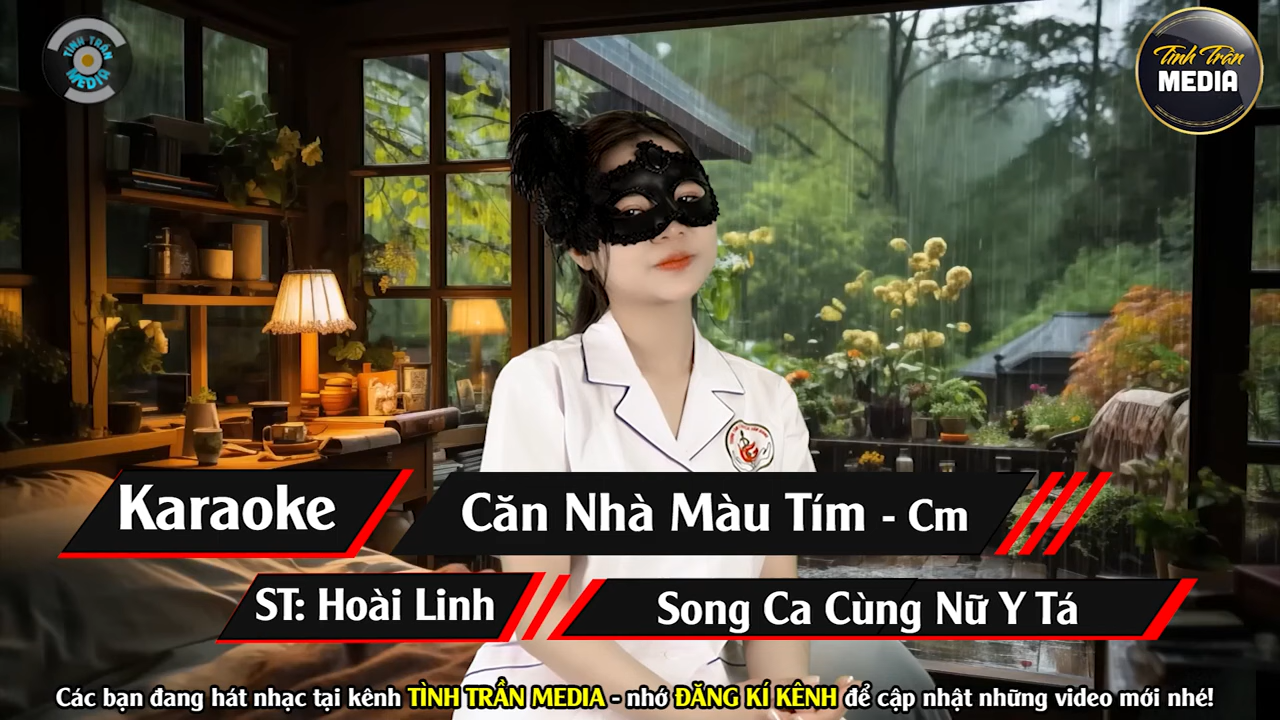 TÌNH TRẦN
MEDIA
Tình Trần
MEDIA
Karaoke
Căn Nhà Màu Tím - Cm
ST: Hoài Linh
Song Ca Cùng Nữ Y Tá
Các bạn đang hát nhạc tại kênh TÌNH TRẦN MEDIA - nhớ ĐĂNG KÍ KÊNH để cập nhật những video mới nhé!